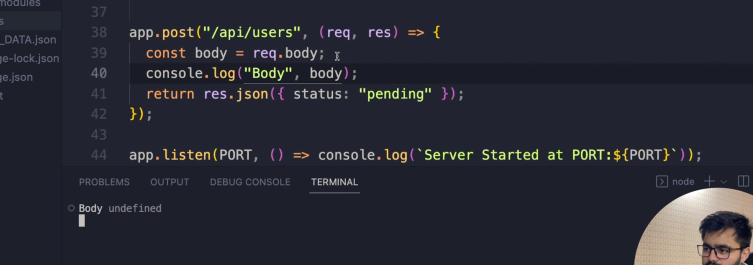 modules
s
_DATA.json
ge-lock.json
ge.json
t
37
38 app.post("/api/users", (req, res) => {
39 const body = req.body;
40 console.log("Body", body);
41 return res.json({ status: "pending" });
42 });
43
44 app.listen(PORT, () => console.log(`Server Started at PORT:${PORT}`));
PROBLEMS OUTPUT DEBUG CONSOLE TERMINAL node
Body undefined